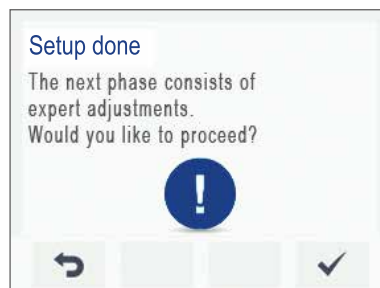 Setup done
The next phase consists of
expert adjustments.
Would you like to proceed?
!